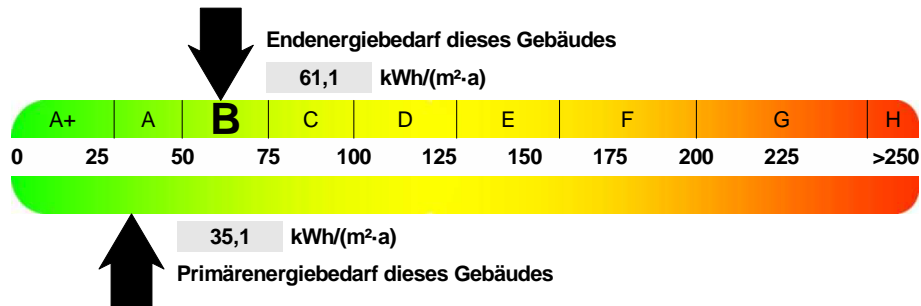 Endenergiebedarf dieses Gebäudes
61,1 kWh/(m²·a)
A+ A B C D E F G H
0 25 50 75 100 125 150 175 200 225 >250
35,1 kWh/(m²·a)
Primärenergiebedarf dieses Gebäudes